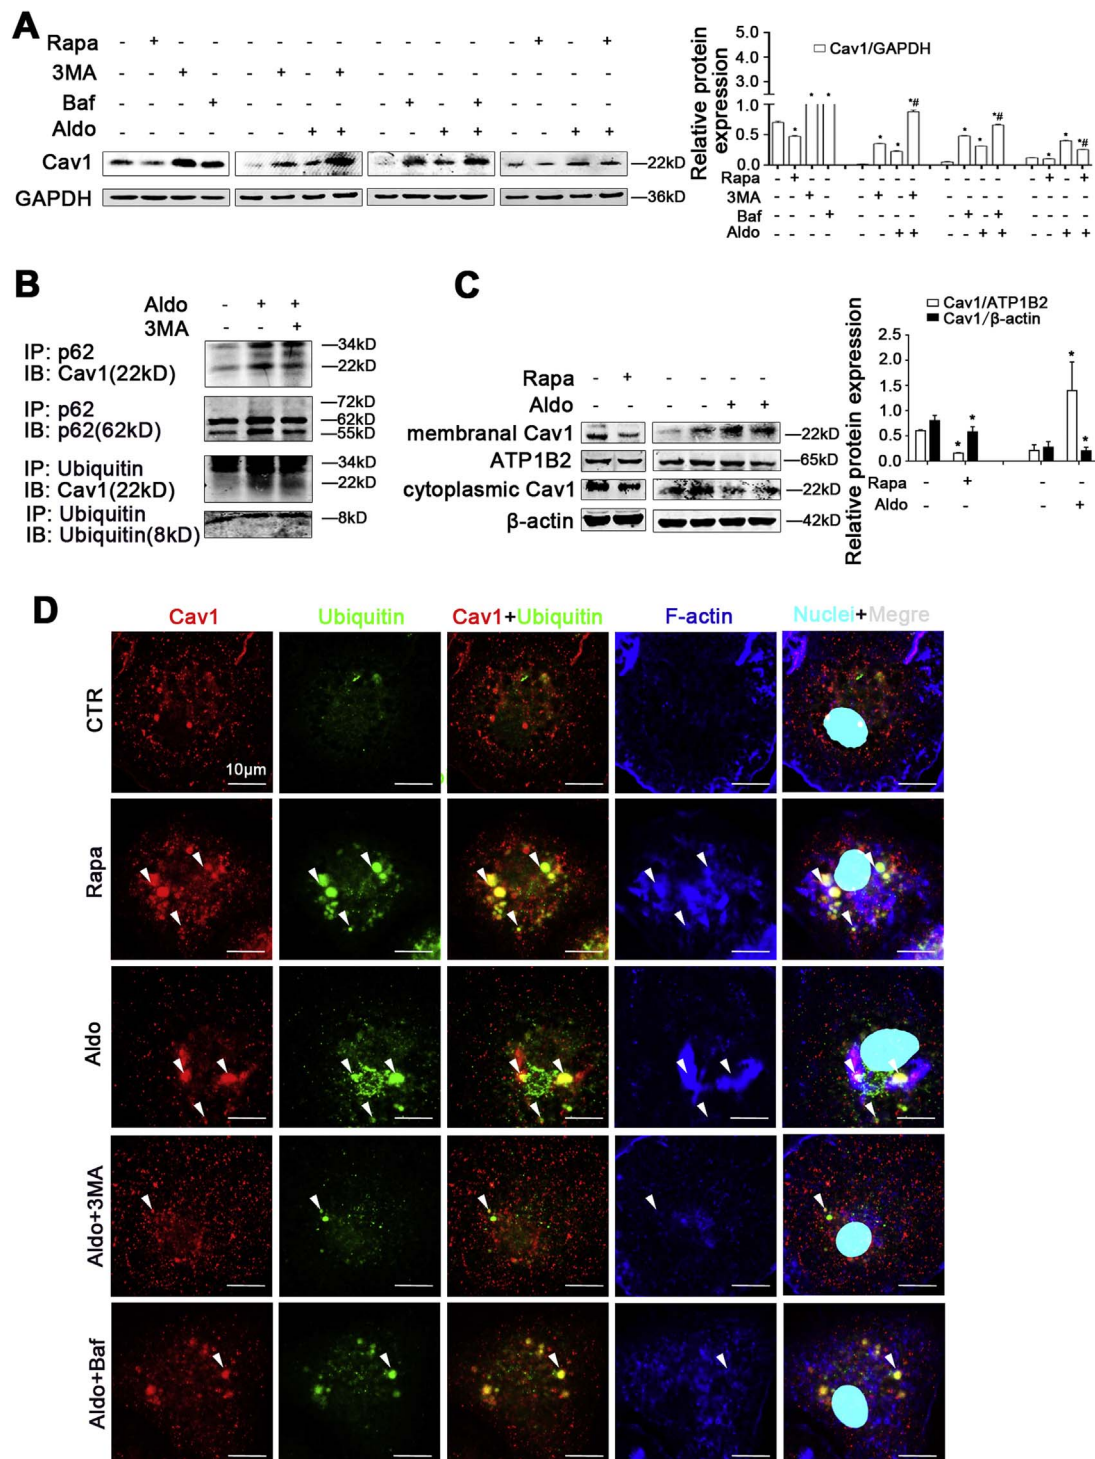 A
Rapa - + - - - - - - - - - - - + - +
3MA - - + - - + - + - - - - - - - -
Baf - - - + - - - - - + - + - - - -
Aldo - - - - - - + + - - + + - - + +
Cav1 —22kD
GAPDH —36kD
Relative protein expression
5.0
4.0
3.0
1.0
0.5
0.0
Cav1/GAPDH
* * * * * *# * * *# * * *#
Rapa - + - - - - - - - - - - - + - +
3MA - - + - - + - + - - - - - - - -
Baf - - - + - - - - - + - + - - - -
Aldo - - - - - - + + - - + + - - + +
B
Aldo - + +
3MA - - +
IP: p62
IB: Cav1(22kD)
—34kD
—22kD
IP: p62
IB: p62(62kD)
—72kD
—62kD
—55kD
IP: Ubiquitin
IB: Cav1(22kD)
—34kD
—22kD
IP: Ubiquitin
IB: Ubiquitin(8kD)
—8kD
C
Rapa - + - - - -
Aldo - - - - + +
membranal Cav1 —22kD
ATP1B2 —65kD
cytoplasmic Cav1 —22kD
β-actin —42kD
Relative protein expression
Cav1/ATP1B2
Cav1/β-actin
2.5
2.0
1.5
1.0
0.5
0.0
* * * *
Rapa - + - -
Aldo - - - +
D
Cav1 Ubiquitin Cav1+Ubiquitin F-actin Nuclei+Megre
CTR
10μm
Rapa
Aldo
Aldo+3MA
Aldo+Baf